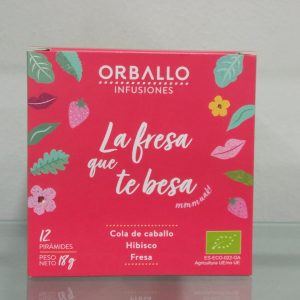 ORBALLO
INFUSIONES
La fresa
que
te besa
mmmuak!
12
PIRÁMIDES
PESO
NETO 18g
Cola de caballo
Hibisco
Fresa
ES-ECO-022-GA
Agricultura UE/no UE